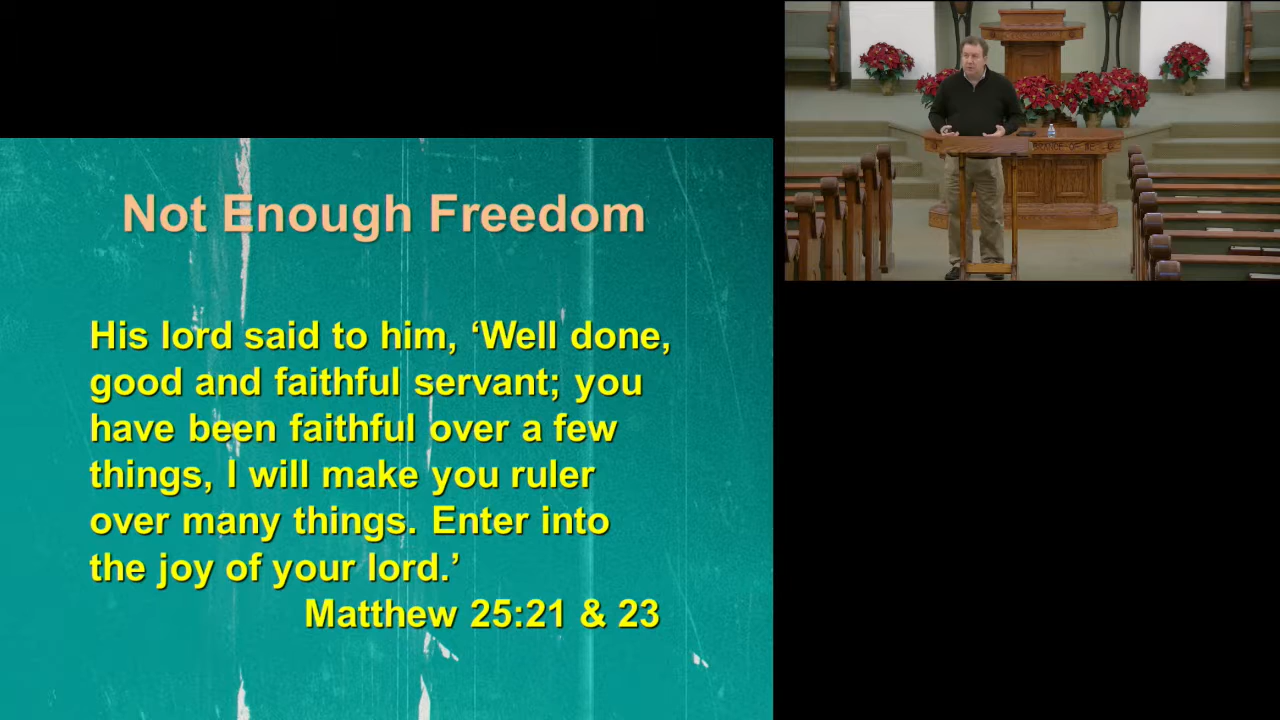 Not Enough Freedom
His lord said to him, ‘Well done,
good and faithful servant; you
have been faithful over a few
things, I will make you ruler
over many things. Enter into
the joy of your lord.’
Matthew 25:21 & 23